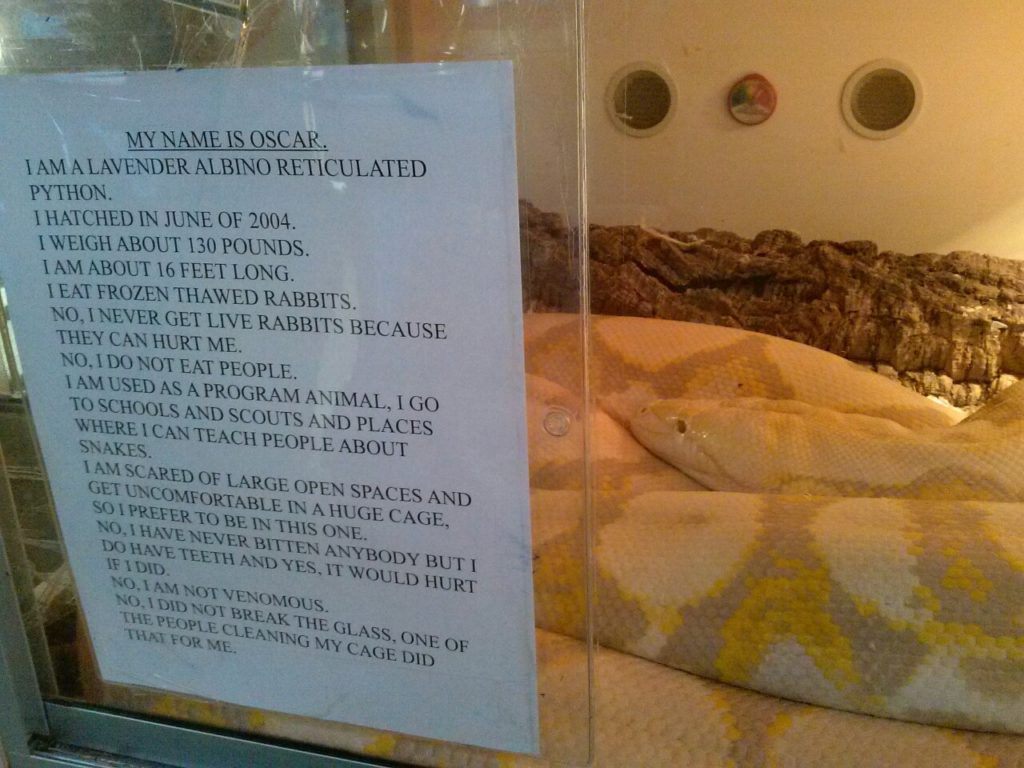 MY NAME IS OSCAR.
I AM A LAVENDER ALBINO RETICULATED
PYTHON.
I HATCHED IN JUNE OF 2004.
I WEIGH ABOUT 130 POUNDS.
I AM ABOUT 16 FEET LONG.
I EAT FROZEN THAWED RABBITS.
NO, I NEVER GET LIVE RABBITS BECAUSE
THEY CAN HURT ME.
NO, I DO NOT EAT PEOPLE.
I AM USED AS A PROGRAM ANIMAL, I GO
TO SCHOOLS AND SCOUTS AND PLACES
WHERE I CAN TEACH PEOPLE ABOUT
SNAKES.
I AM SCARED OF LARGE OPEN SPACES AND
GET UNCOMFORTABLE IN A HUGE CAGE,
SO I PREFER TO BE IN THIS ONE.
NO, I HAVE NEVER BITTEN ANYBODY BUT I
DO HAVE TEETH AND YES, IT WOULD HURT
IF I DID.
NO, I AM NOT VENOMOUS.
NO, I DID NOT BREAK THE GLASS, ONE OF
THE PEOPLE CLEANING MY CAGE DID
THAT FOR ME.